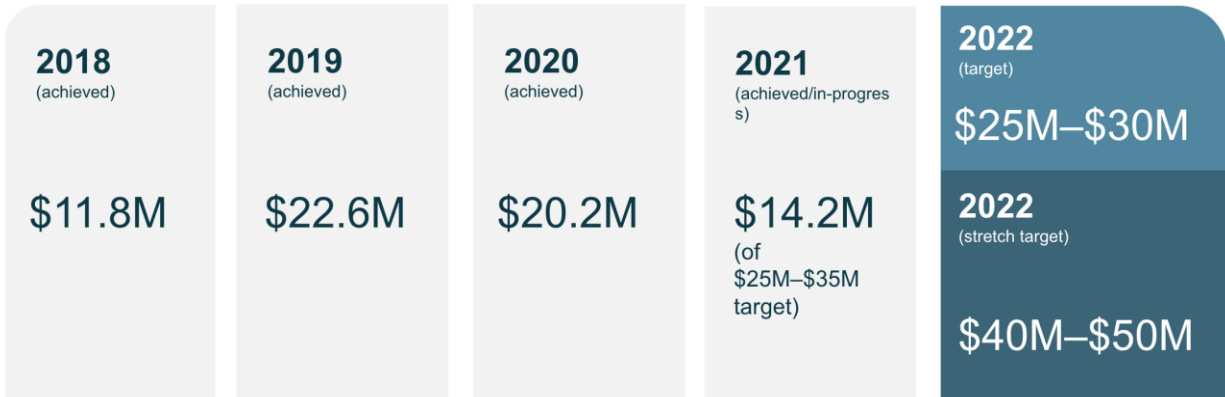 2018
(achieved)
$11.8M
2019
(achieved)
$22.6M
2020
(achieved)
$20.2M
2021
(achieved/in-progres
s)
$14.2M
(of
$25M–$35M
target)
2022
(target)
$25M–$30M
2022
(stretch target)
$40M–$50M